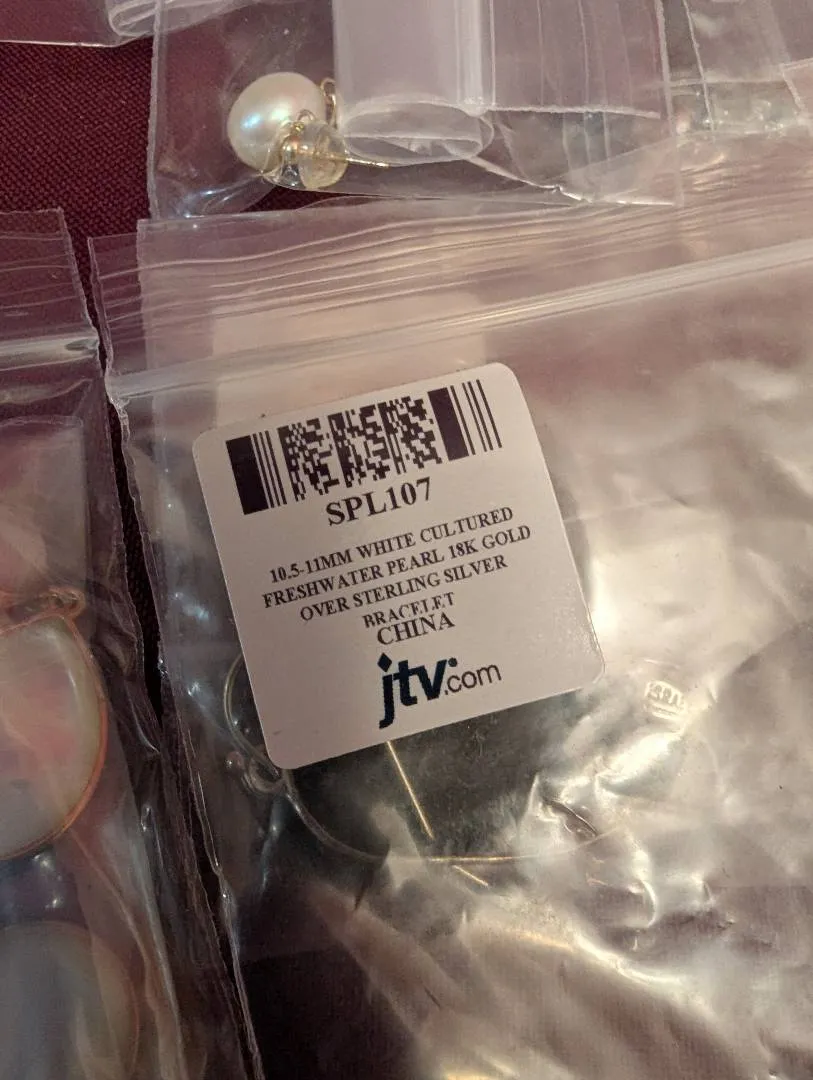 SPL107
10.5-11MM WHITE CULTURED
FRESHWATER PEARL 18K GOLD
OVER STERLING SILVER
BRACELET
CHINA
jtv.com